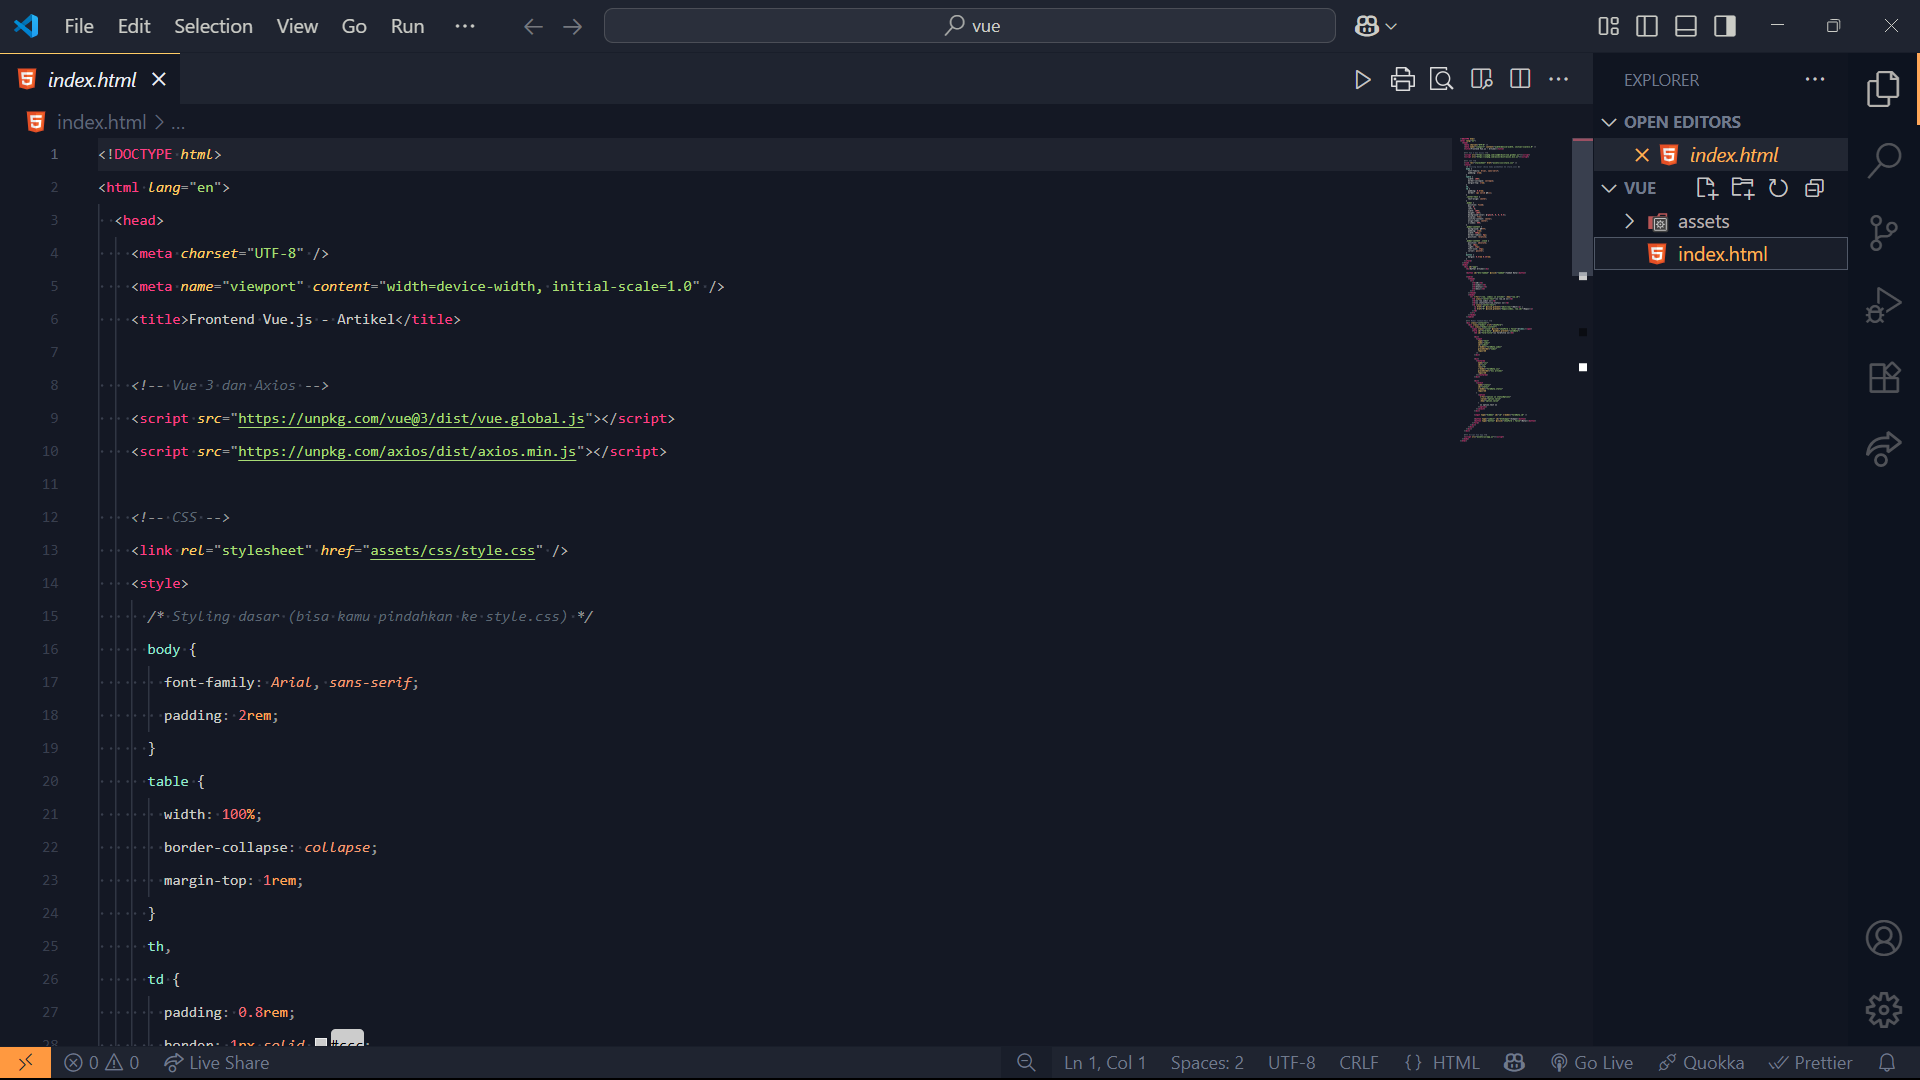 File Edit Selection View Go Run
vue
index.html
EXPLORER
index.html > ...
OPEN EDITORS
index.html
VUE
assets
index.html
1 <!DOCTYPE html>
2 <html lang="en">
3 <head>
4 <meta charset="UTF-8" />
5 <meta name="viewport" content="width=device-width, initial-scale=1.0" />
6 <title>Frontend Vue.js - Artikel</title>
7
8 <!-- Vue 3 dan Axios -->
9 <script src="https://unpkg.com/vue@3/dist/vue.global.js"></script>
10 <script src="https://unpkg.com/axios/dist/axios.min.js"></script>
11
12 <!-- CSS -->
13 <link rel="stylesheet" href="assets/css/style.css" />
14 <style>
15 /* Styling dasar (bisa kamu pindahkan ke style.css) */
16 body {
17 font-family: Arial, sans-serif;
18 padding: 2rem;
19 }
20 table {
21 width: 100%;
22 border-collapse: collapse;
23 margin-top: 1rem;
24 }
25 th,
26 td {
27 padding: 0.8rem;
28 border: 1px solid #ccc;
0 0 Live Share
Ln 1, Col 1 Spaces: 2 UTF-8 CRLF {} HTML Go Live Quokka Prettier